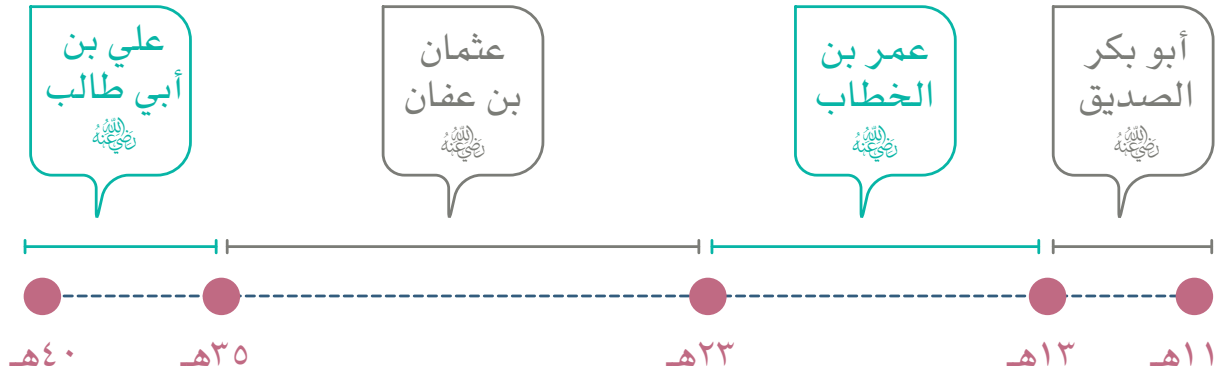 أبو بكر
الصديق
رضي الله عنه
عمر بن
الخطاب
رضي الله عنه
عثمان
بن عفان
رضي الله عنه
علي بن
أبي طالب
رضي الله عنه
١١هـ
١٣هـ
٢٣هـ
٣٥هـ
٤٠هـ